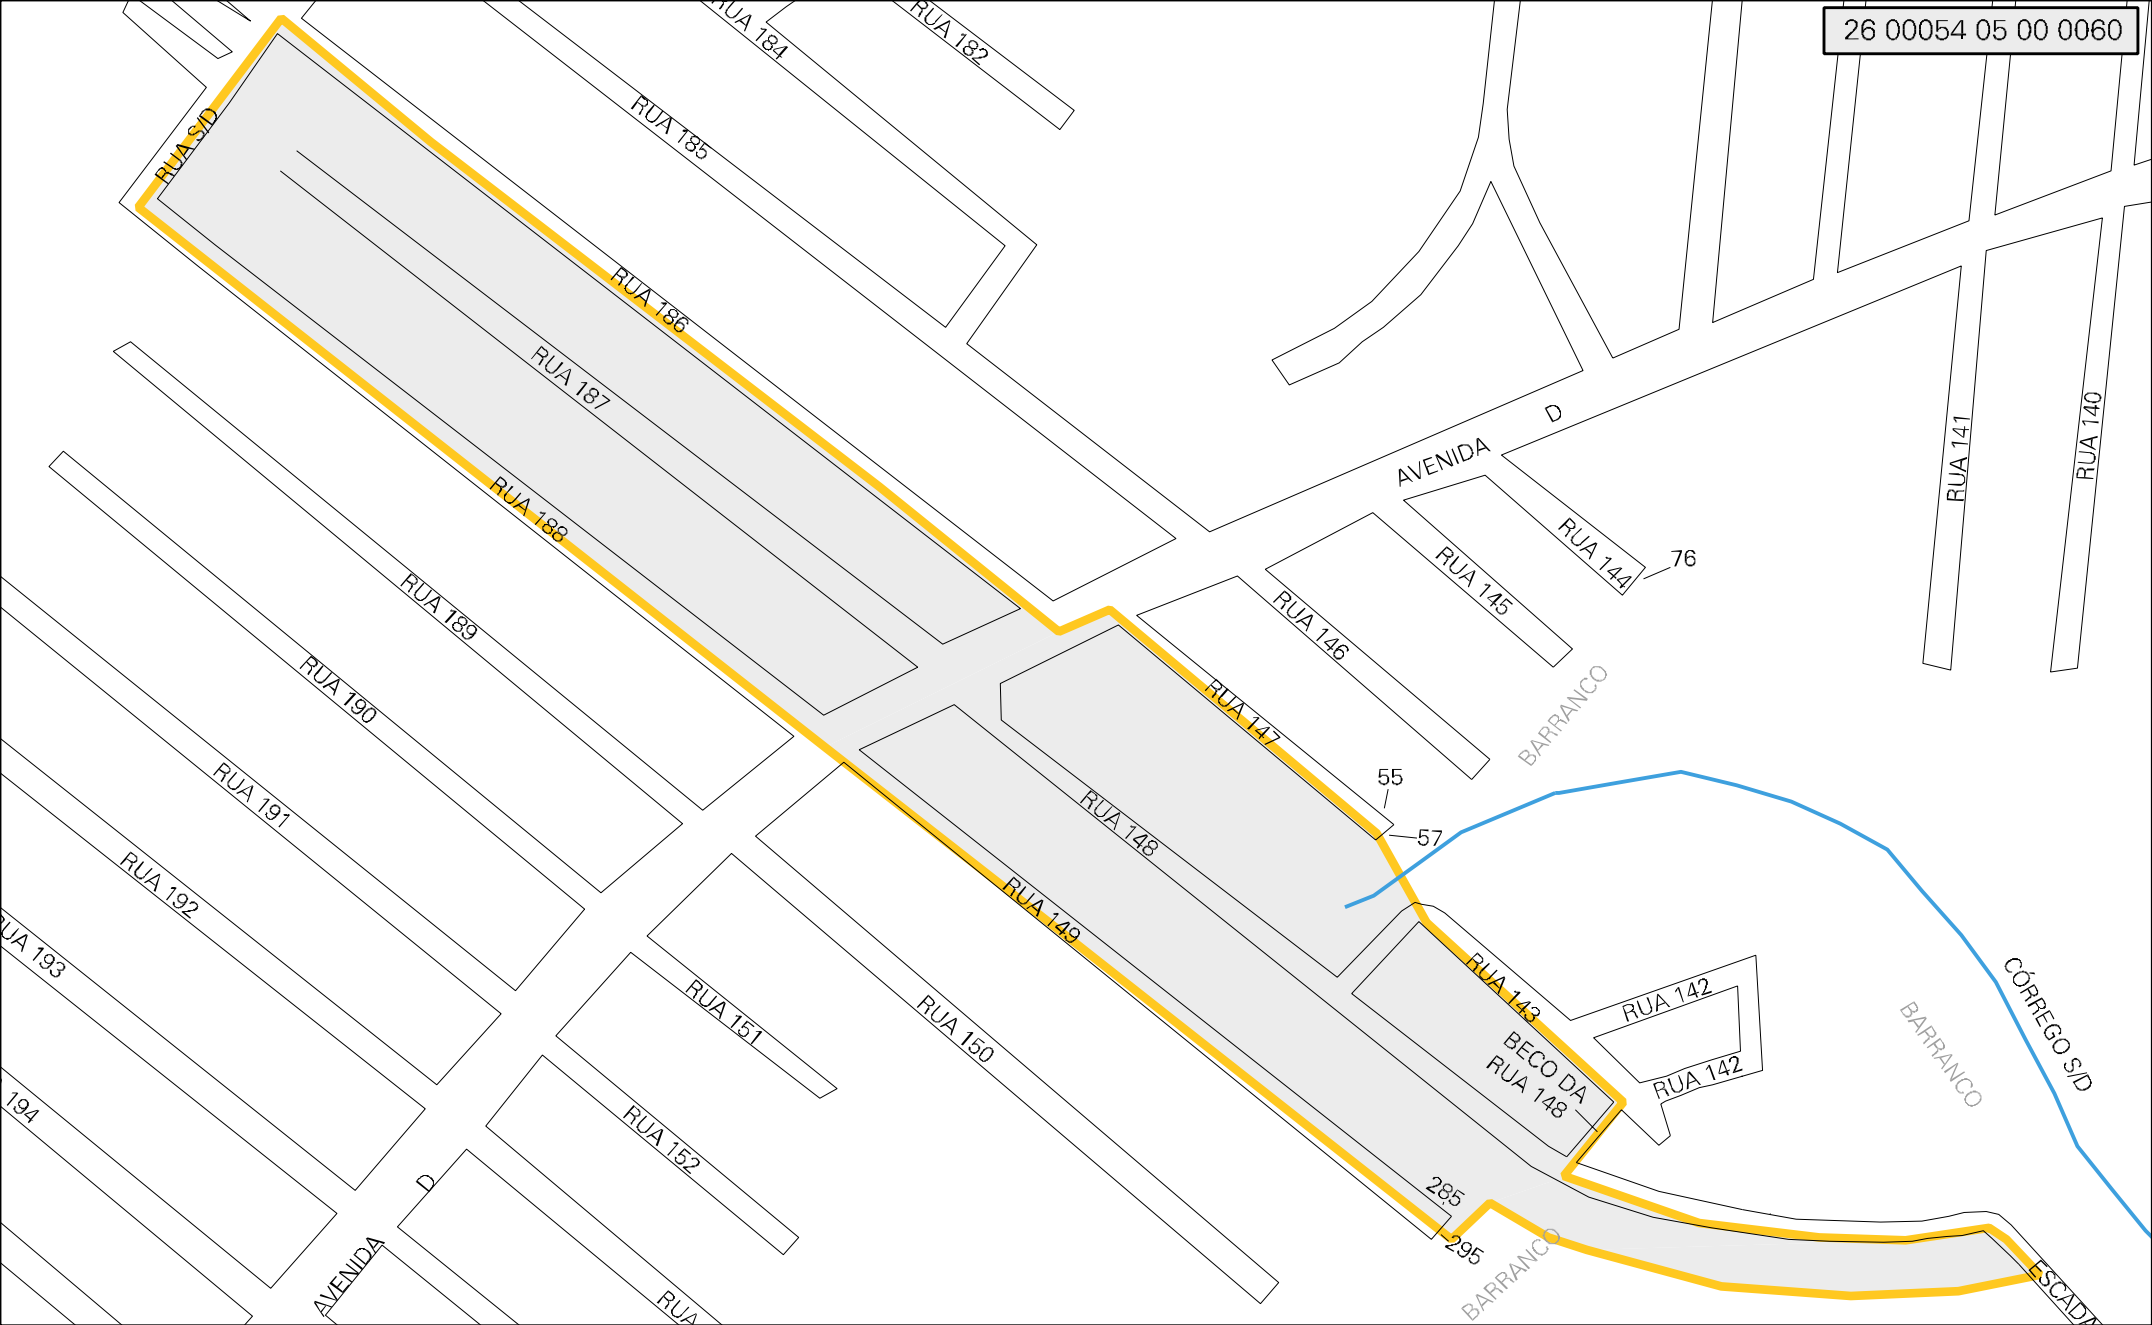 26 00054 05 00 0060
RUA 184
RUA 182
RUA S/D
RUA 185
RUA 186
RUA 187
RUA 188
RUA 189
RUA 190
RUA 191
RUA 192
UA 193
194
AVENIDA
D
RUA 144
76
RUA 145
RUA 146
RUA 147
RUA 141
RUA 140
BARRANCO
55
57
RUA 148
RUA 149
RUA 150
RUA 151
RUA 152
RUA
AVENIDA
D
RUA 143
RUA 142
RUA 142
BECO DA
RUA 148
285
295
BARRANCO
BARRANCO
CÓRREGO S/D
ESCADA